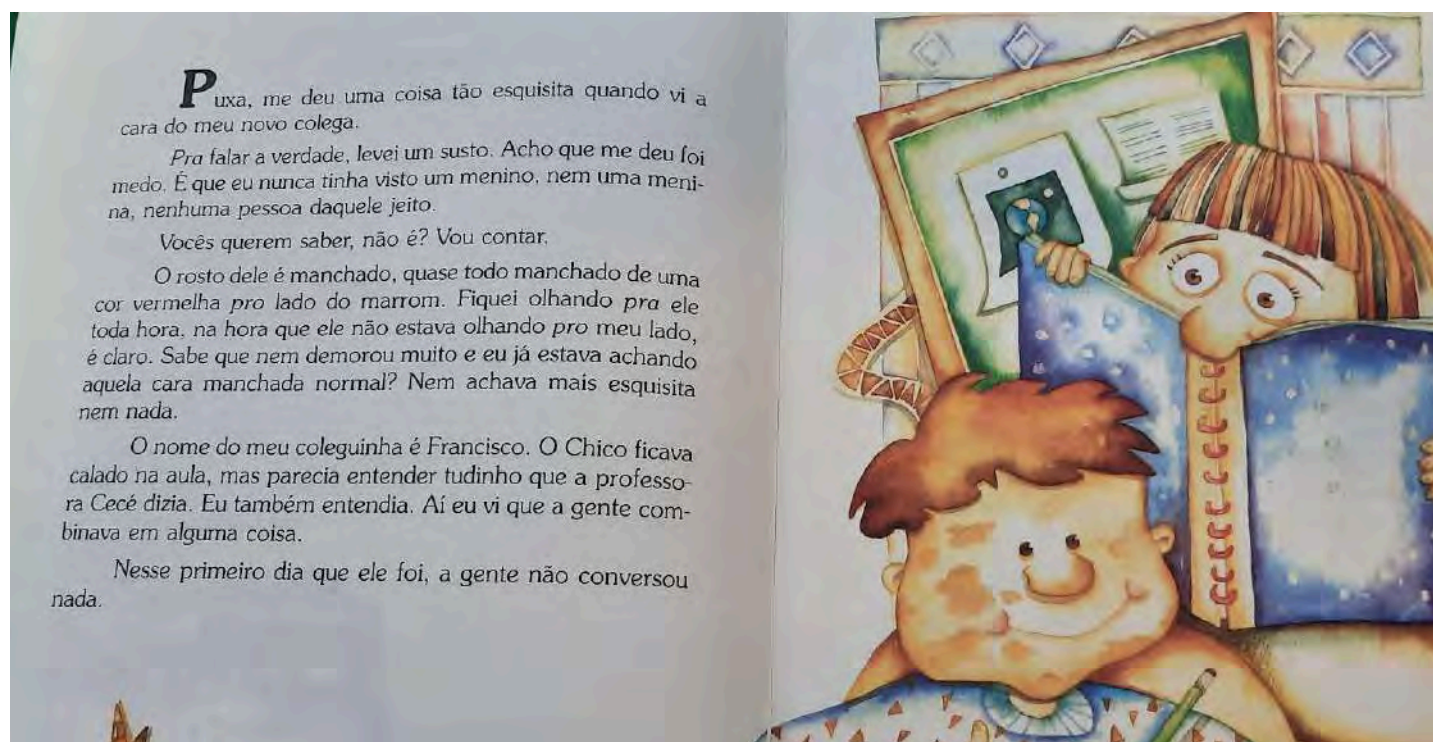 Puxa, me deu uma coisa tão esquisita quando vi a
cara do meu novo colega.
Pra falar a verdade, levei um susto. Acho que me deu foi
medo. É que eu nunca tinha visto um menino, nem uma meni-
na, nenhuma pessoa daquele jeito.
Vocês querem saber, não é? Vou contar.
O rosto dele é manchado, quase todo manchado de uma
cor vermelha pro lado do marrom. Fiquei olhando pra ele
toda hora, na hora que ele não estava olhando pro meu lado,
é claro. Sabe que nem demorou muito e eu já estava achando
aquela cara manchada normal? Nem achava mais esquisita
nem nada.
O nome do meu coleguinha é Francisco. O Chico ficava
calado na aula, mas parecia entender tudinho que a professo-
ra Cecé dizia. Eu também entendia. Aí eu vi que a gente com-
binava em alguma coisa.
Nesse primeiro dia que ele foi, a gente não conversou
nada.